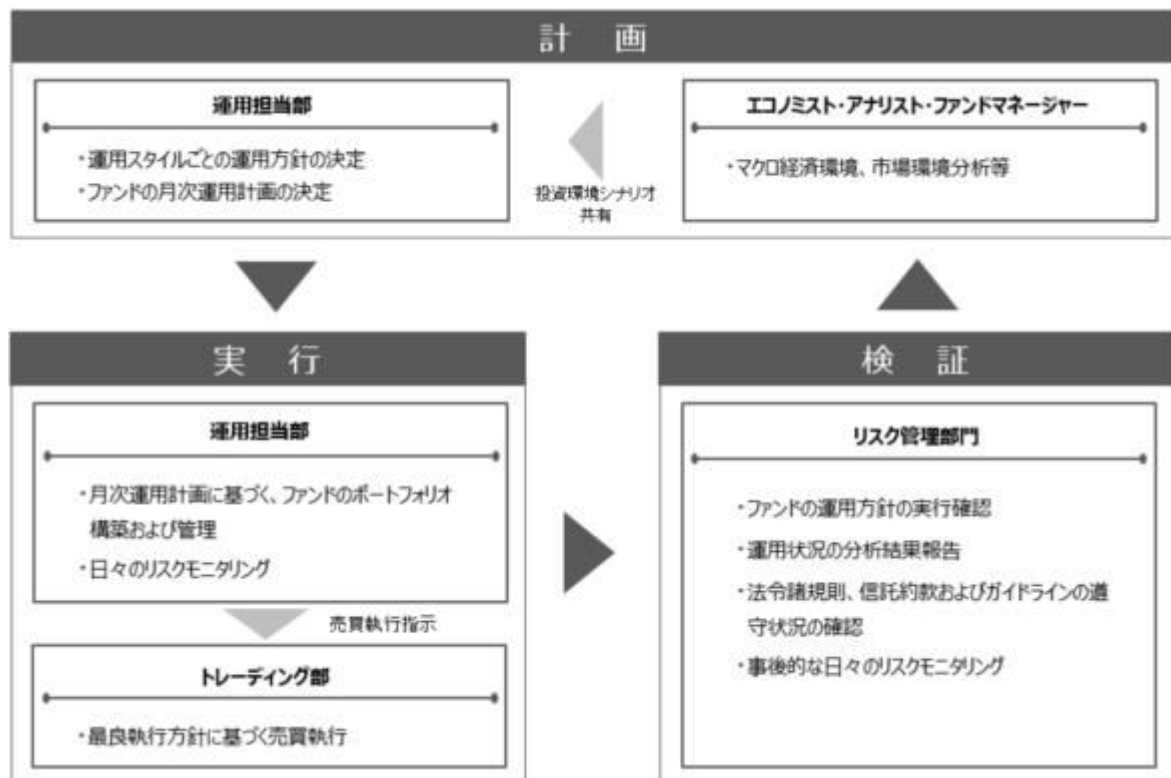 計 画
運用担当部
・運用スタイルごとの運用方針の決定
・ファンドの月次運用計画の決定
投資環境シナリオ
共有
エコノミスト・アナリスト・ファンドマネージャー
・マクロ経済環境、市場環境分析等
実 行
運用担当部
・月次運用計画に基づく、ファンドのポートフォリオ
構築および管理
・日々のリスクモニタリング
売買執行指示
トレーディング部
・最良執行方針に基づく売買執行
検 証
リスク管理部門
・ファンドの運用方針の実行確認
・運用状況の分析結果報告
・法令諸規則、信託約款およびガイドラインの遵
守状況の確認
・事後的な日々のリスクモニタリング